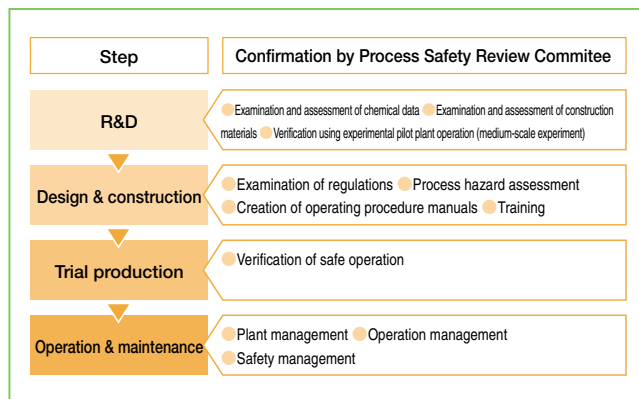 Step
Confirmation by Process Safety Review Commitee
R&D
Examination and assessment of chemical data Examination and assessment of construction
materials Verification using experimental pilot plant operation (medium-scale experiment)
Design & construction
Examination of regulations Process hazard assessment
Creation of operating procedure manuals Training
Trial production
Verification of safe operation
Operation & maintenance
Plant management Operation management
Safety management